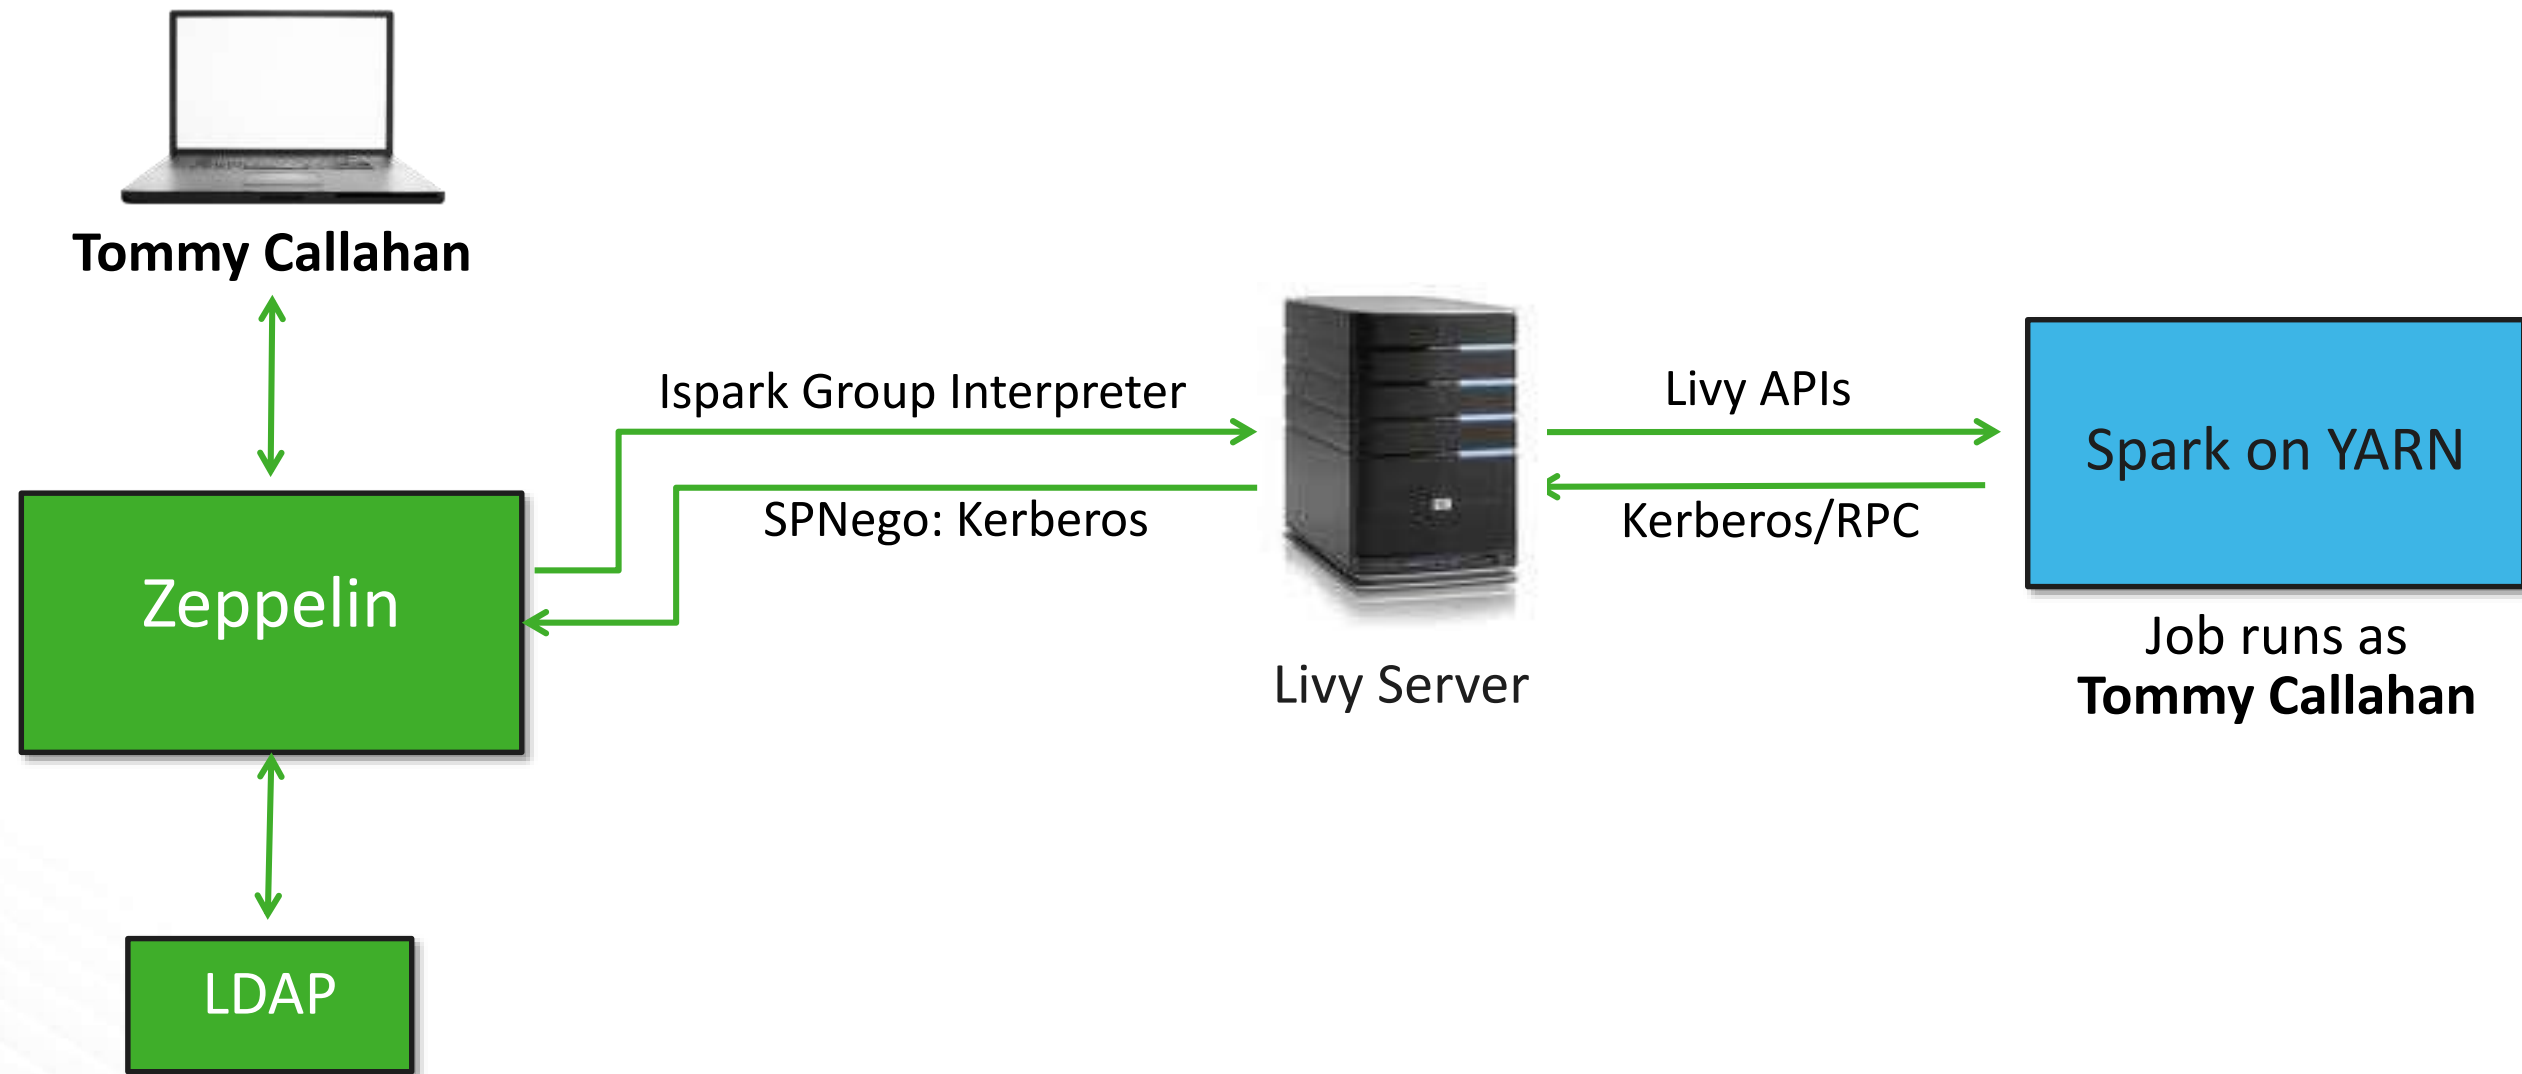 Tommy Callahan
Ispark Group Interpreter
Livy APIs
Spark on YARN
SPNego: Kerberos
Kerberos/RPC
Zeppelin
Livy Server
Job runs as
Tommy Callahan
LDAP